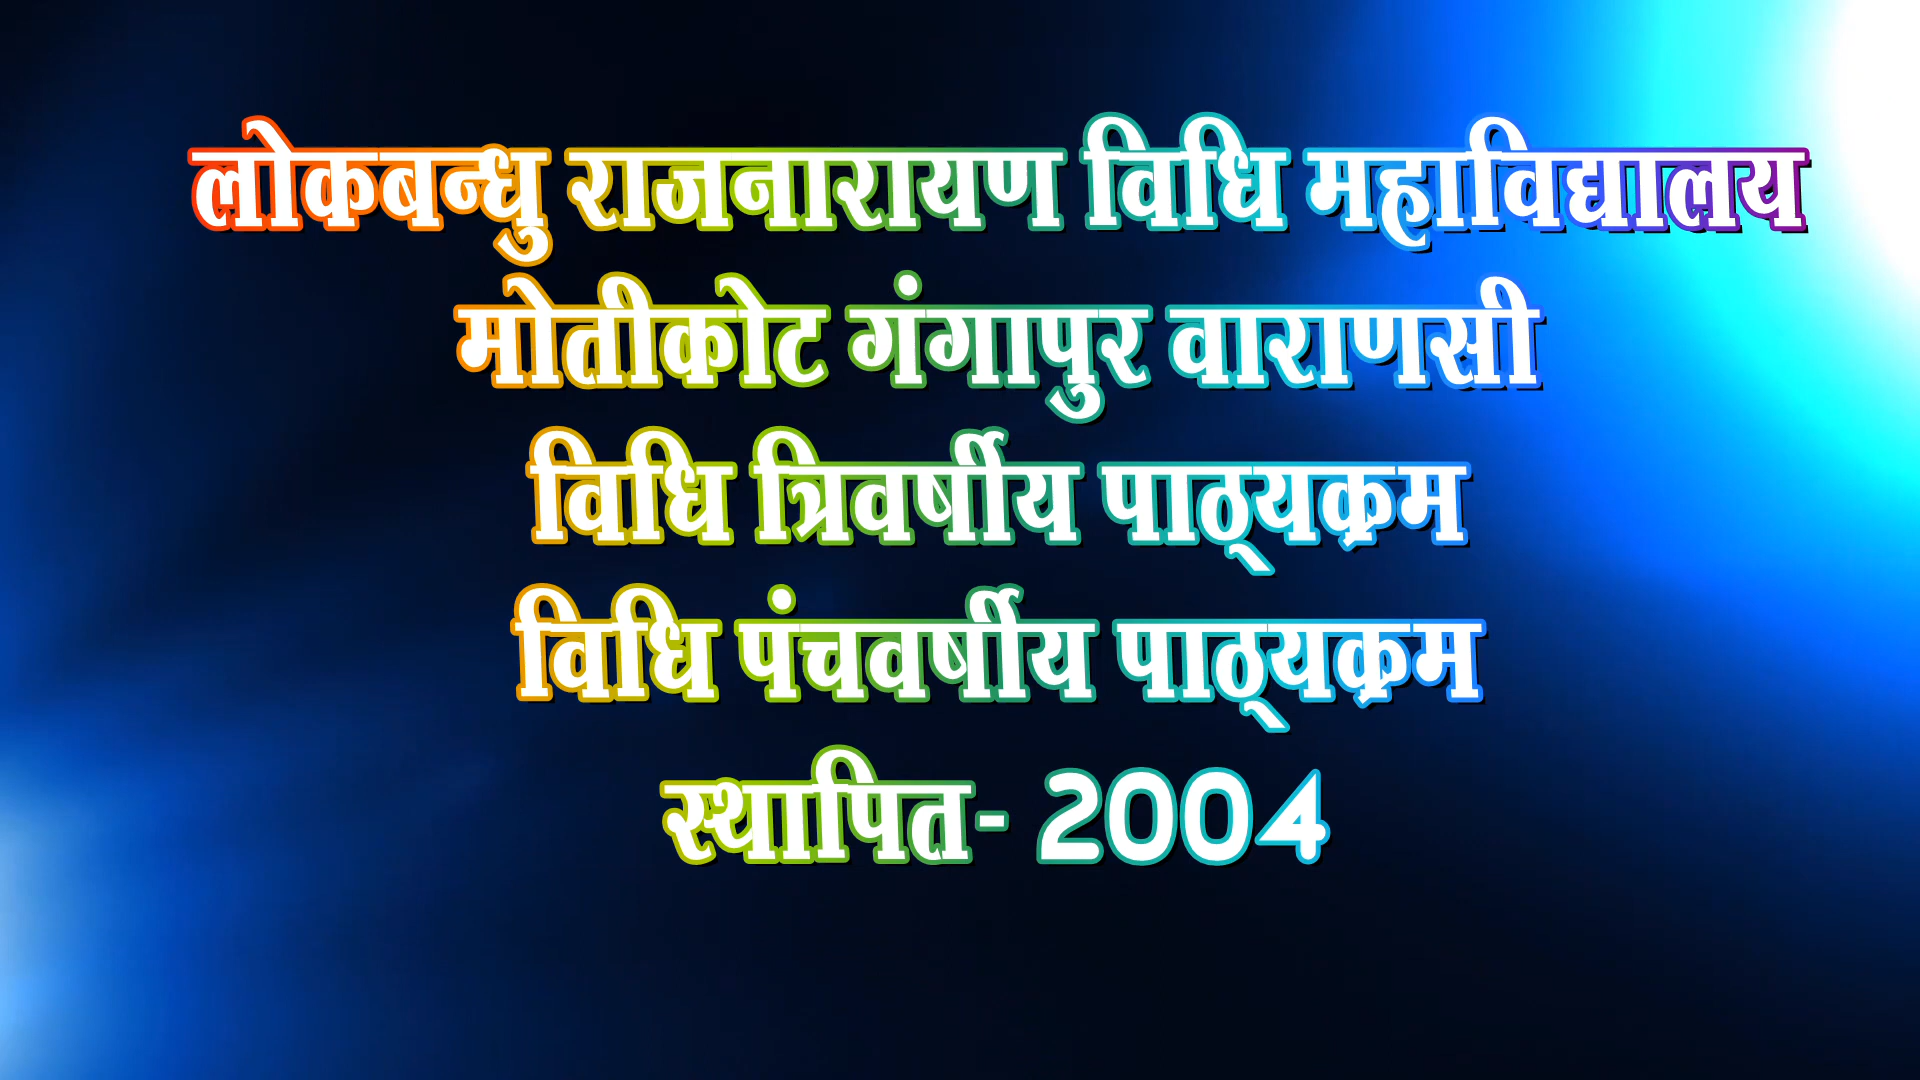 लोकबन्धु राजनारायण विधि महाविद्यालय
मोतीकोट गंगापुर वाराणसी
विधि त्रिवर्षीय पाठ्यक्रम
विधि पंचवर्षीय पाठ्यक्रम
स्थापित- 2004